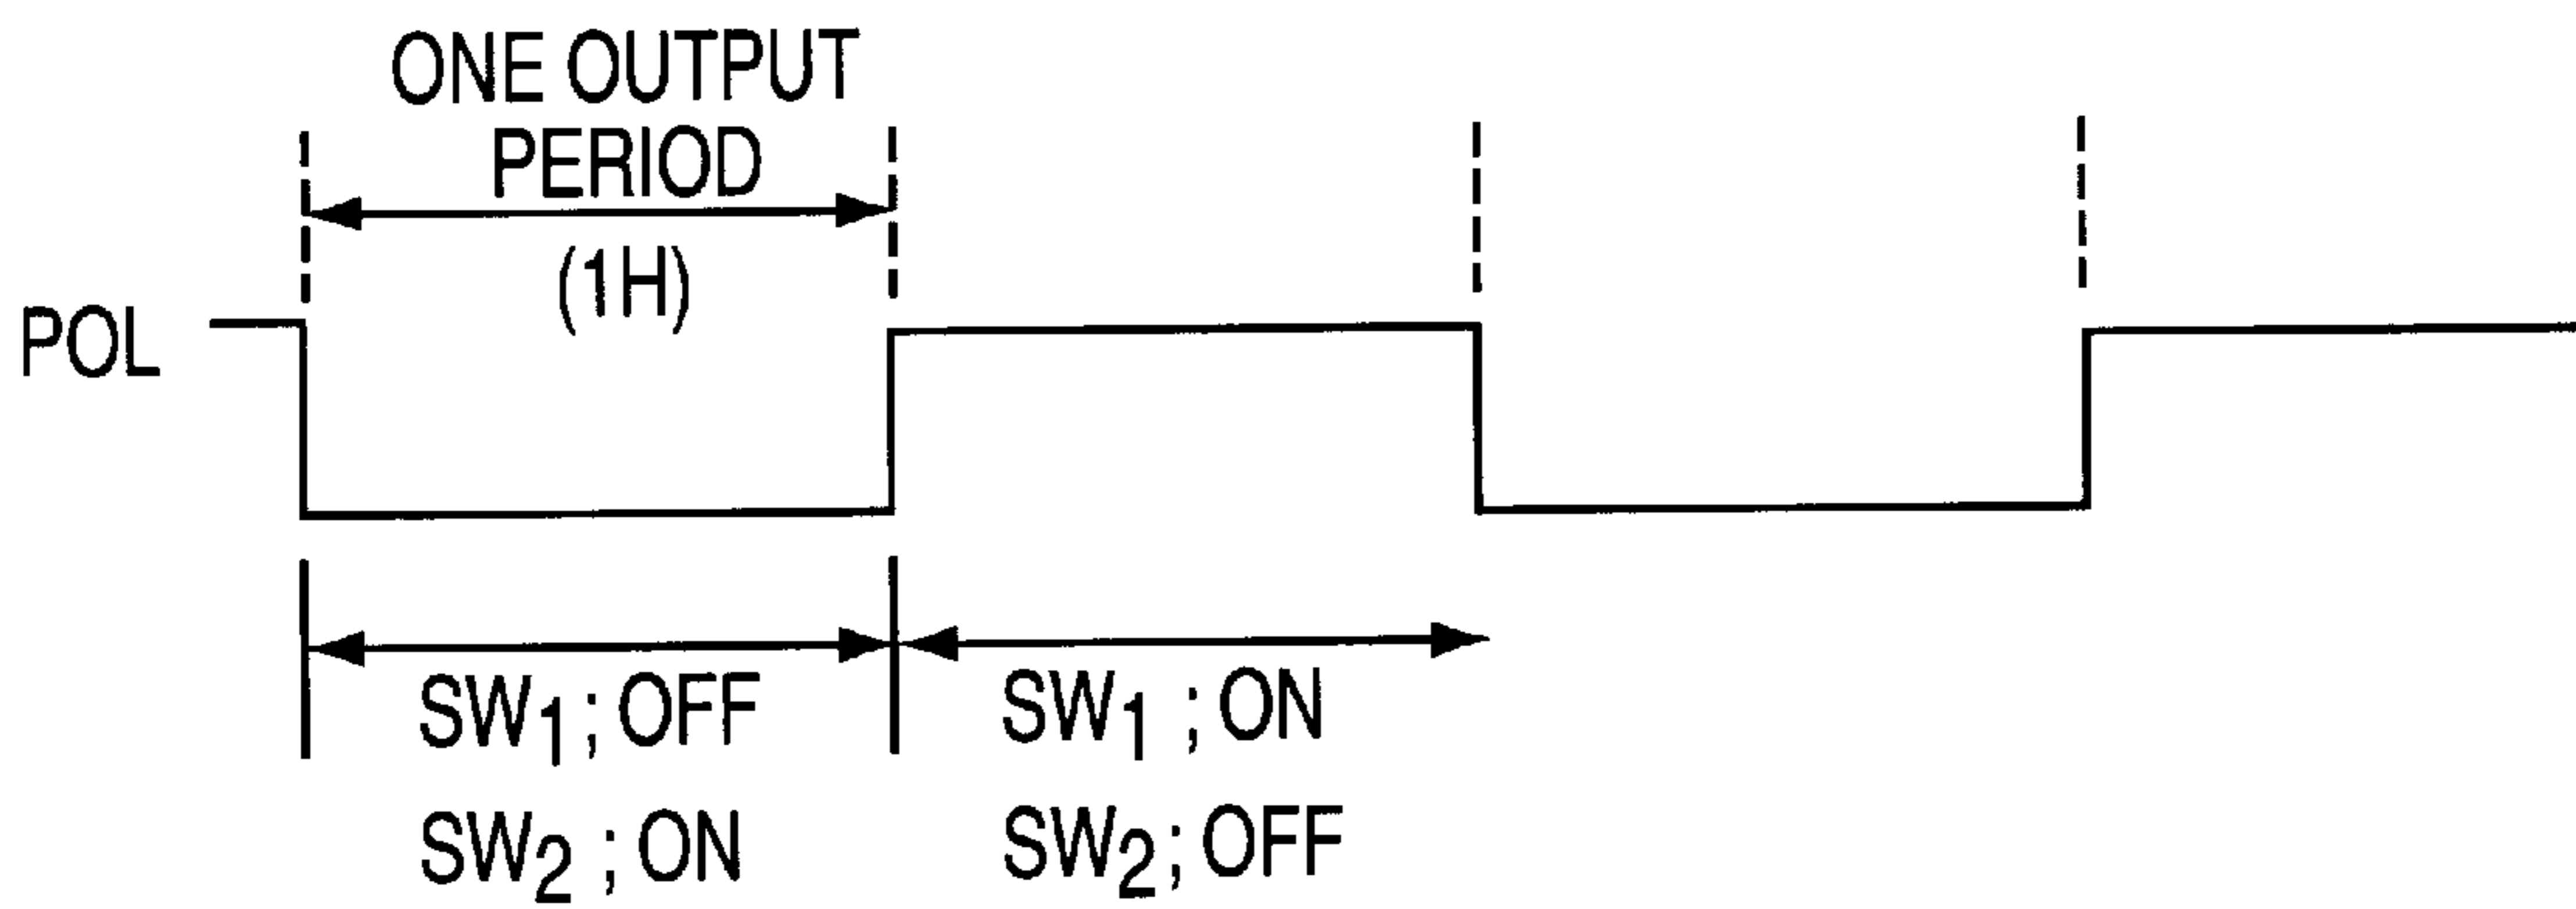 ONE OUTPUT
PERIOD
(1H)
POL
SW1; OFF
SW2; ON
SW1; ON
SW2; OFF